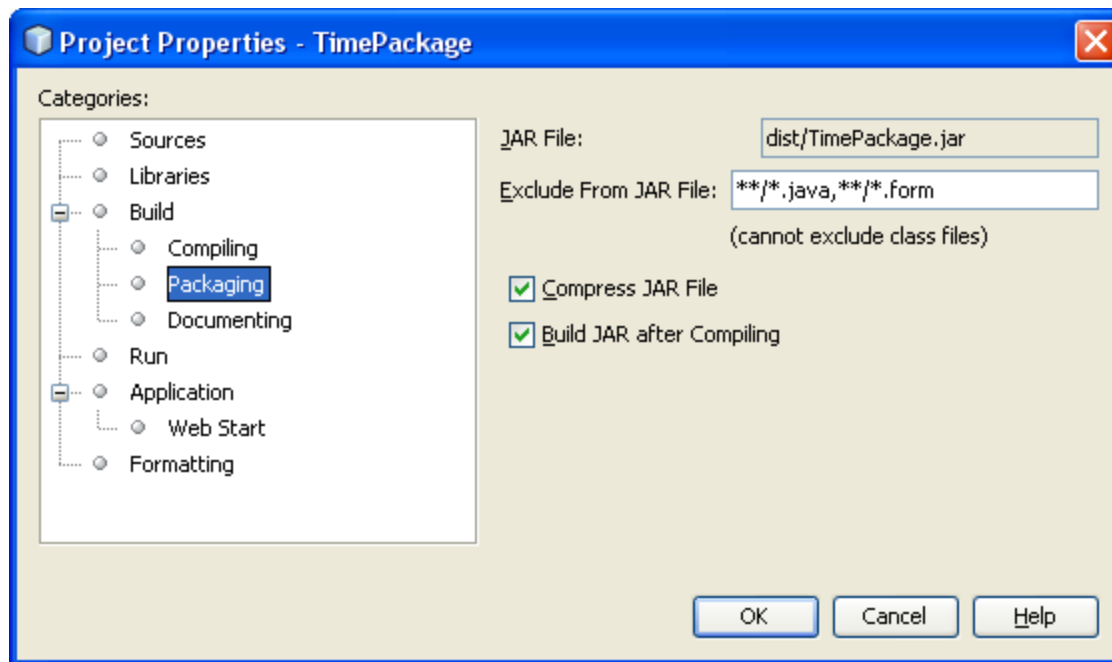 Project Properties - TimePackage
Categories:
Sources
Libraries
Build
Compiling
Packaging
Documenting
Run
Application
Web Start
Formatting
JAR File: dist/TimePackage.jar
Exclude From JAR File: **/*.java,**/*.form
(cannot exclude class files)
Compress JAR File
Build JAR after Compiling
OK Cancel Help